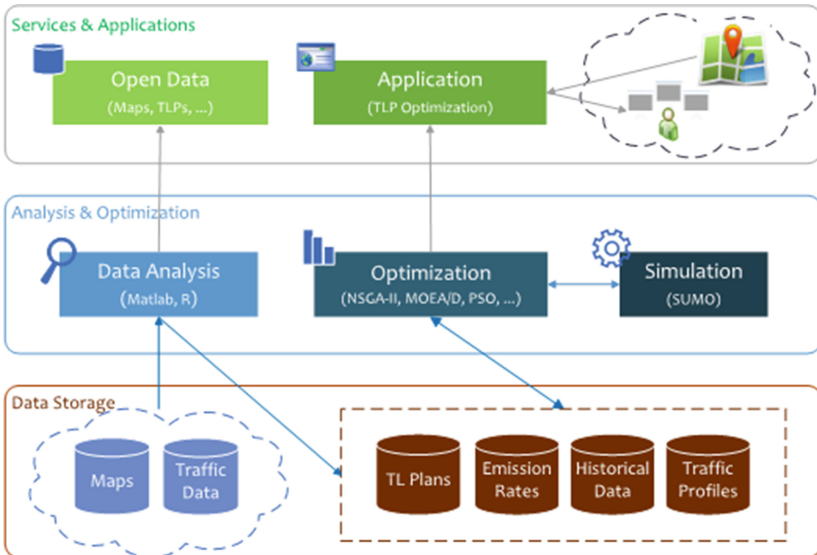 Services & Applications
Open Data
(Maps, TLPs, ...)
Application
(TLP Optimization)
Analysis & Optimization
Data Analysis
(Matlab, R)
Optimization
(NSGA-II, MOEA/D, PSO, ...)
Simulation
(SUMO)
Data Storage
Maps
Traffic
Data
TL Plans
Emission
Rates
Historical
Data
Traffic
Profiles